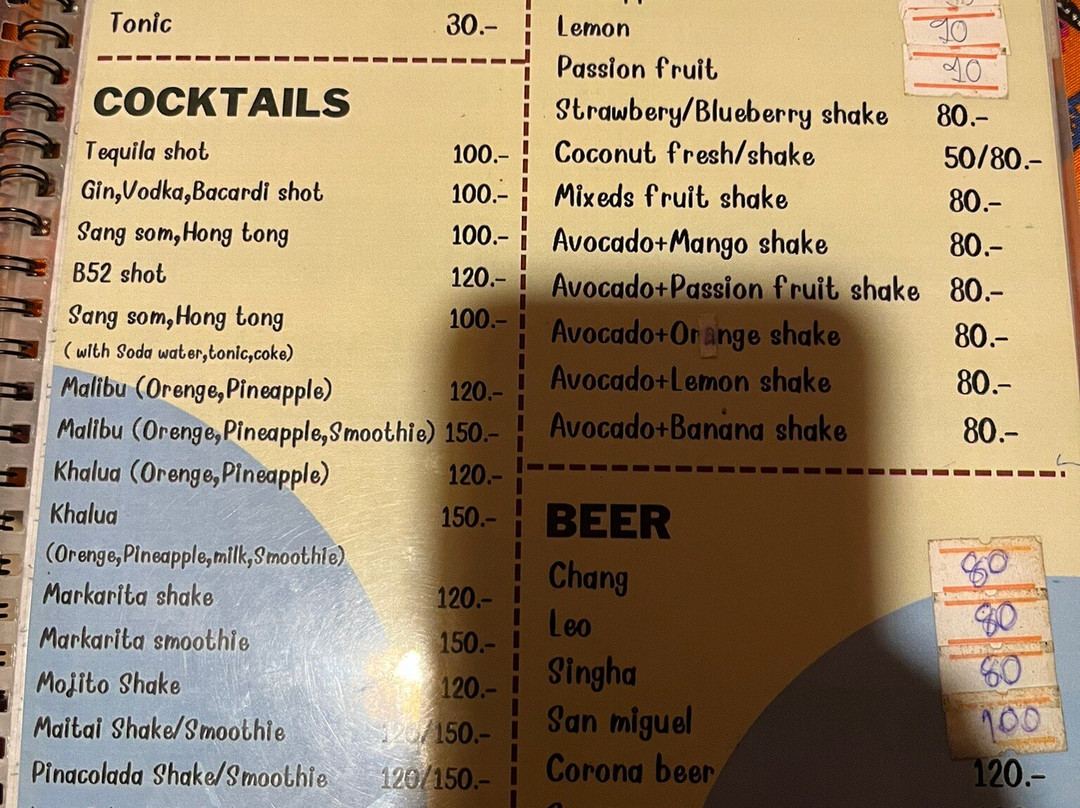 Tonic 30.-
COCKTAILS
Tequila shot 100.-
Gin,Vodka,Bacardi shot 100.-
Sang som,Hong tong 100.-
B52 shot 120.-
Sang som,Hong tong 100.-
( with Soda water,tonic,coke)
Malibu (Orenge,Pineapple) 120.-
Malibu (Orenge,Pineapple,Smoothie) 150.-
Khalua (Orenge,Pineapple) 120.-
Khalua 150.-
(Orenge,Pineapple,milk,Smoothie)
Markarita shake 120.-
Markarita smoothie 150.-
Mojito Shake 120.-
Maitai Shake/Smoothie 120/150.-
Pinacolada Shake/Smoothie 120/150.-
Lemon
Passion fruit
Strawbery/Blueberry shake 80.-
Coconut fresh/shake 50/80.-
Mixeds fruit shake 80.-
Avocado+Mango shake 80.-
Avocado+Passion fruit shake 80.-
Avocado+Orange shake 80.-
Avocado+Lemon shake 80.-
Avocado+Banana shake 80.-
BEER
Chang 80
Leo 80
Singha 80
San miguel 100
Corona beer 120.-